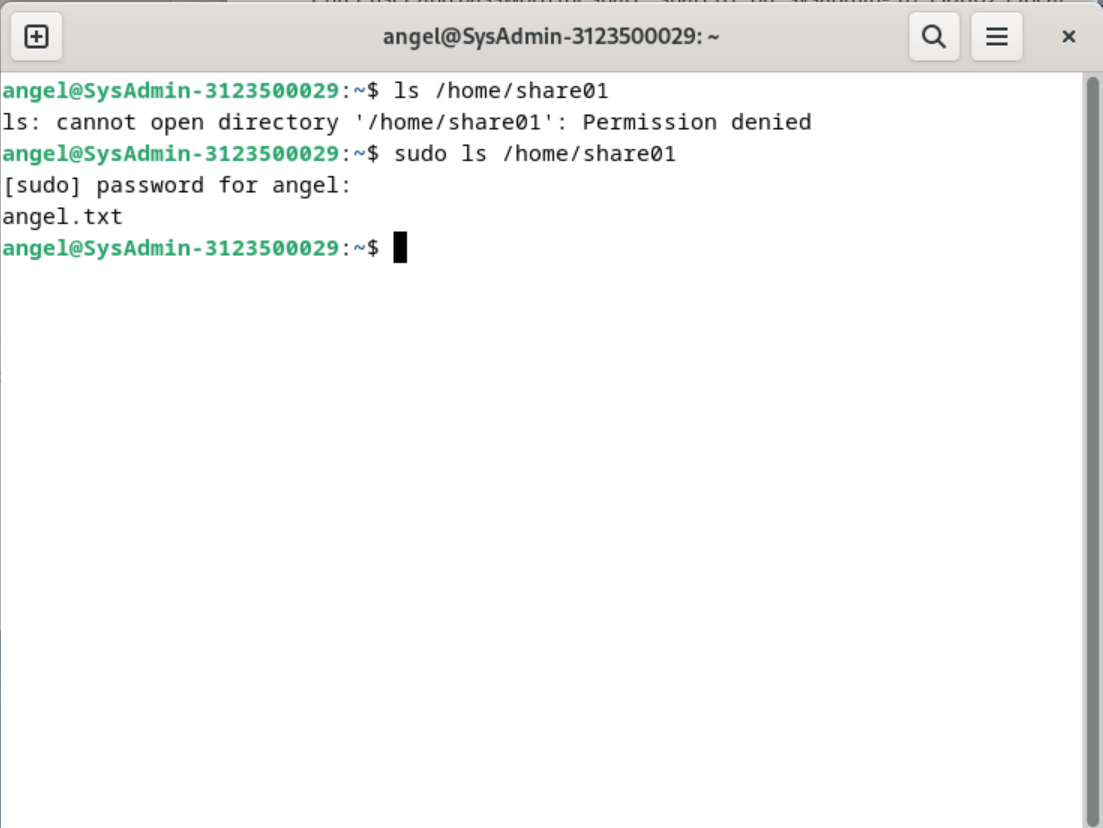 angel@SysAdmin-3123500029: ~
angel@SysAdmin-3123500029:~$ ls /home/share01
ls: cannot open directory '/home/share01': Permission denied
angel@SysAdmin-3123500029:~$ sudo ls /home/share01
[sudo] password for angel:
angel.txt
angel@SysAdmin-3123500029:~$